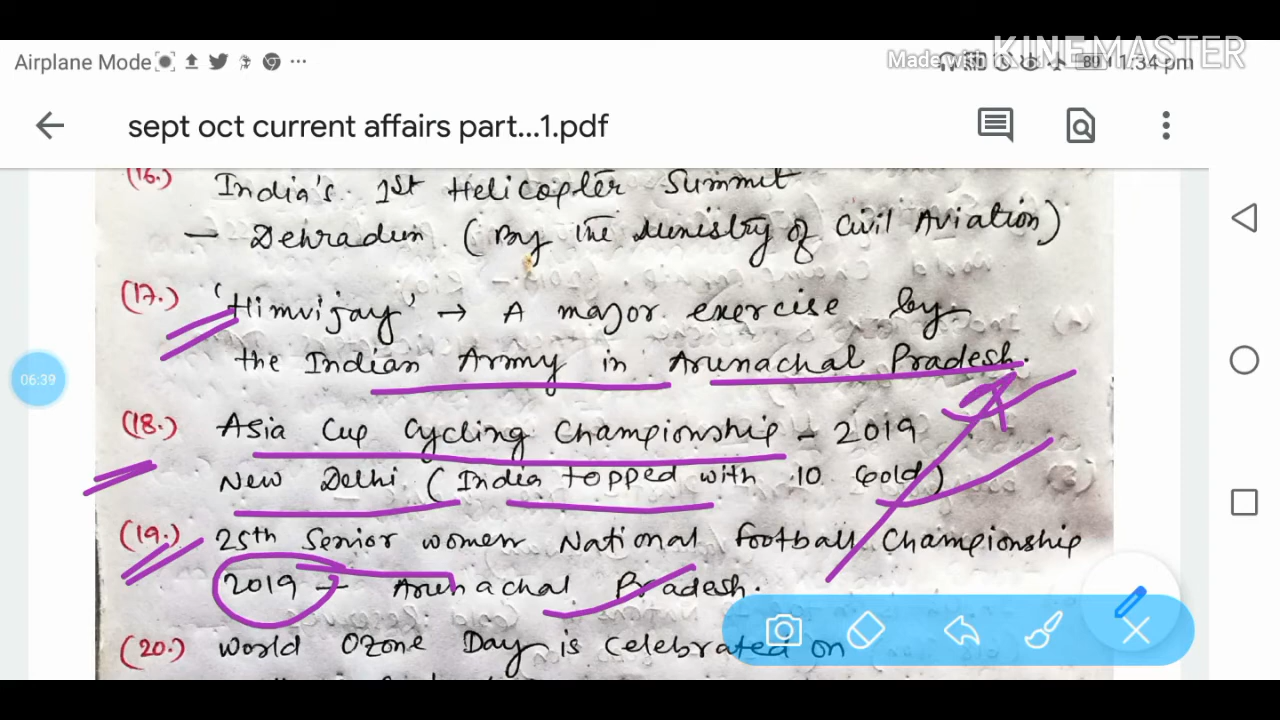 Airplane Mode ...
Made with KINEMASTER
89 1:34 pm
sept oct current affairs part...1.pdf
(16.) India's 1st Helicopter Summit
— Dehradun (By the Ministry of Civil Aviation)
(17.) 'Himvijay' → A major exercise by
the Indian Army in Arunachal Pradesh.
06:39
(18.) Asia Cup Cycling Championship - 2019
New Delhi (India topped with 10 Gold)
(19.) 25th Senior women National football Championship
2019 - Arunachal Pradesh.
(20.) World Ozone Day is celebrated on